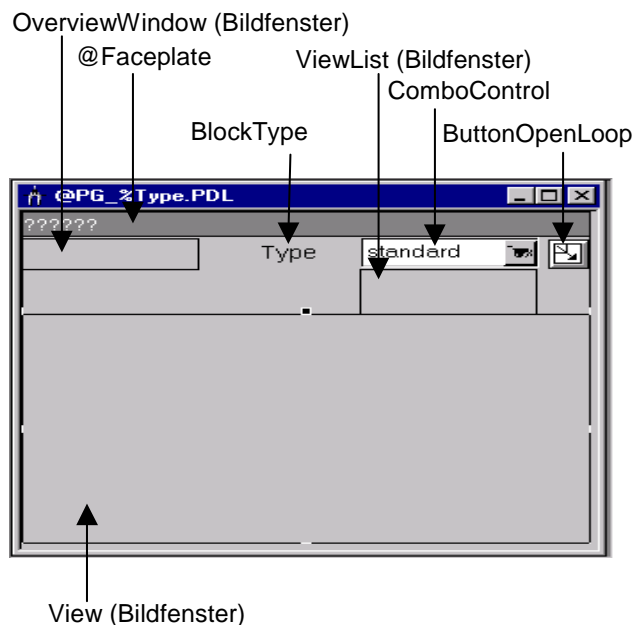 OverviewWindow (Bildfenster)
@Faceplate
ViewList (Bildfenster)
ComboControl
BlockType
ButtonOpenLoop
@PG_%Type.PDL
??????
Type
standard
View (Bildfenster)